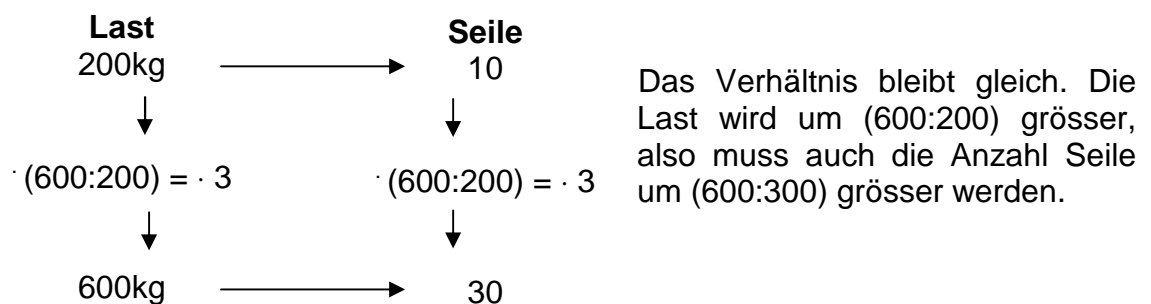 Last Seile
200kg 10
· (600:200) = · 3 · (600:200) = · 3
600kg 30
Das Verhältnis bleibt gleich. Die
Last wird um (600:200) grösser,
also muss auch die Anzahl Seile
um (600:300) grösser werden.